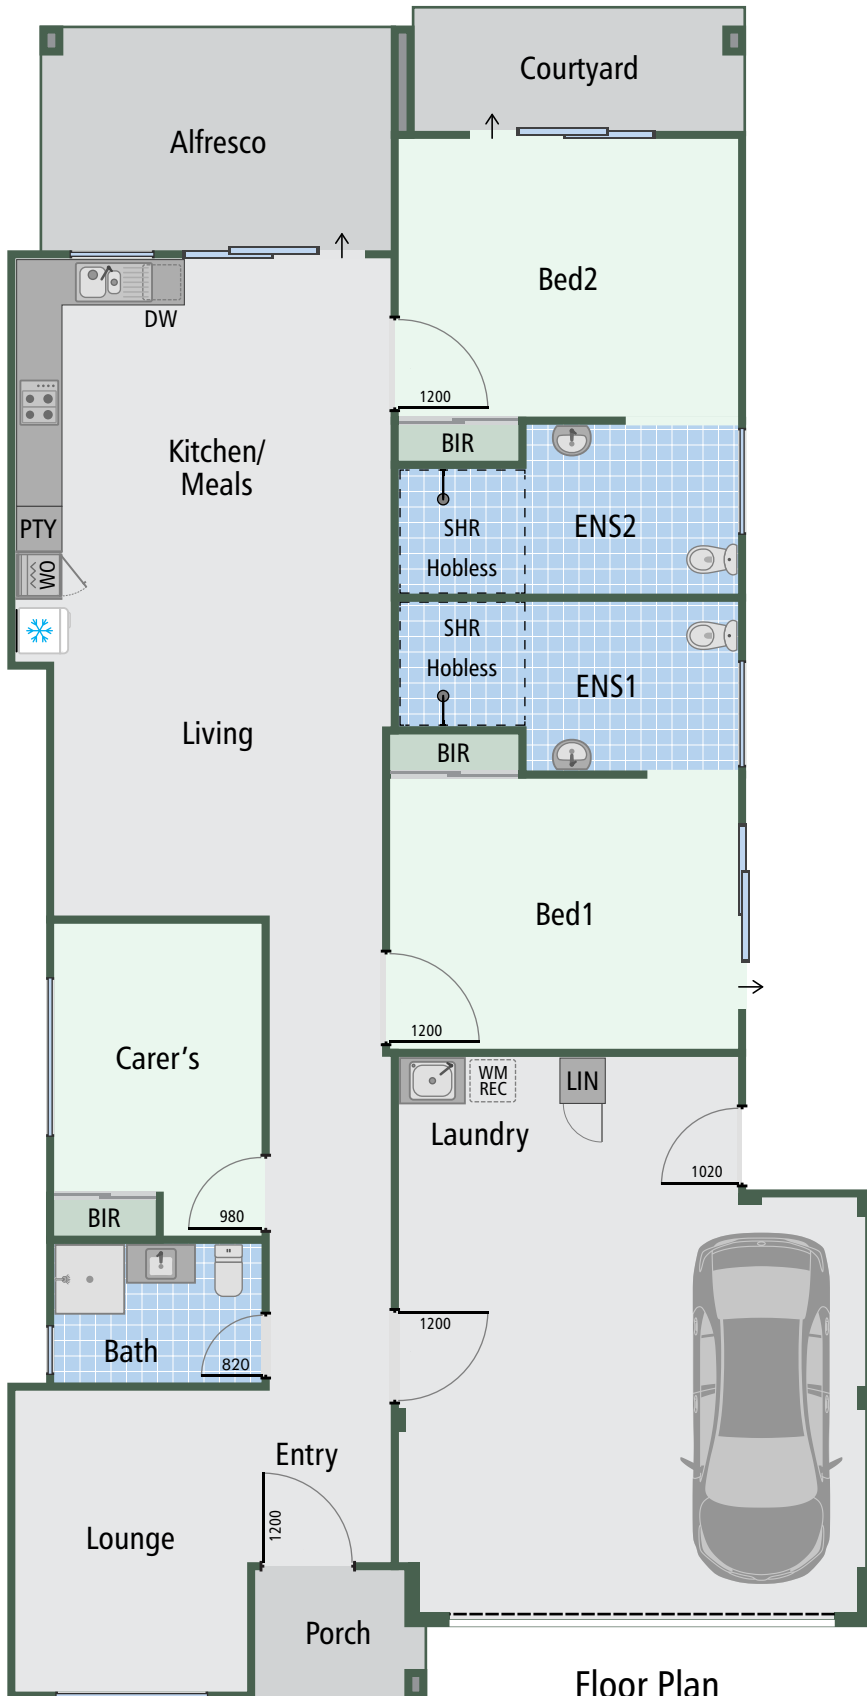 Courtyard
Alfresco
Bed2
DW
1200
BIR
Kitchen/
Meals
PTY
SHR
Hobless
ENS2
WO
SHR
Hobless
ENS1
Living
BIR
Bed1
1200
Carer's
WM
REC
LIN
Laundry
1020
BIR
980
Bath
820
1200
Entry
1200
Lounge
Porch
Floor Plan